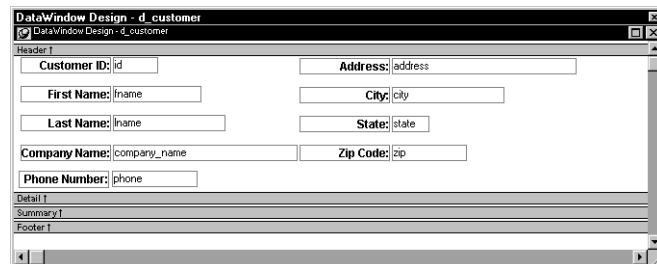 DataWindow Design - d_customer
DataWindow Design - d_customer
Header ↑
Customer ID: id Address: address
First Name: fname City: city
Last Name: lname State: state
Company Name: company_name Zip Code: zip
Phone Number: phone
Detail ↑
Summary ↑
Footer ↑